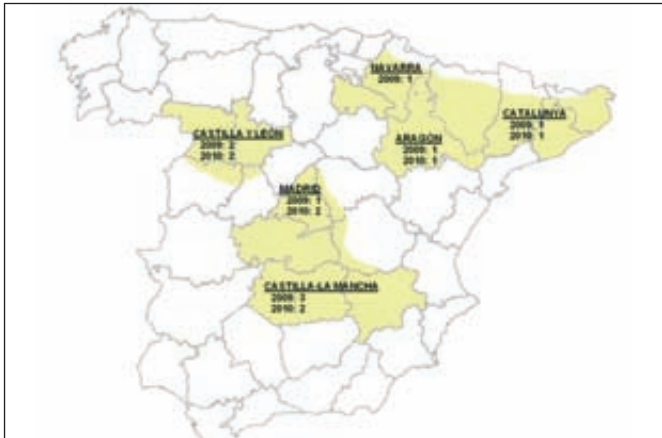 NAVARRA
2009: 1
CATALUNYA
2009: 1
2010: 1
CASTILLA Y LEÓN
2009: 2
2010: 2
ARAGÓN
2009: 1
2010: 1
MADRID
2009: 1
2010: 2
CASTILLA-LA MANCHA
2009: 3
2010: 2